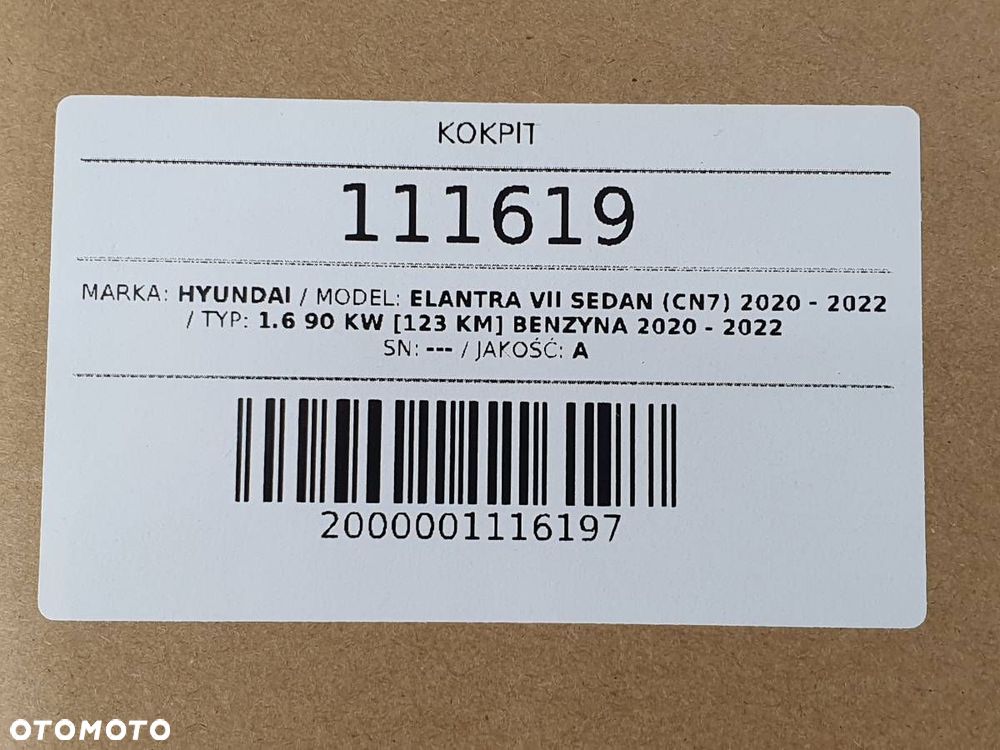 KOKPIT
111619
MARKA: HYUNDAI / MODEL: ELANTRA VII SEDAN (CN7) 2020 - 2022
/ TYP: 1.6 90 KW [123 KM] BENZYNA 2020 - 2022
SN: --- / JAKOŚĆ: A
2000001116197
OTOMOTO